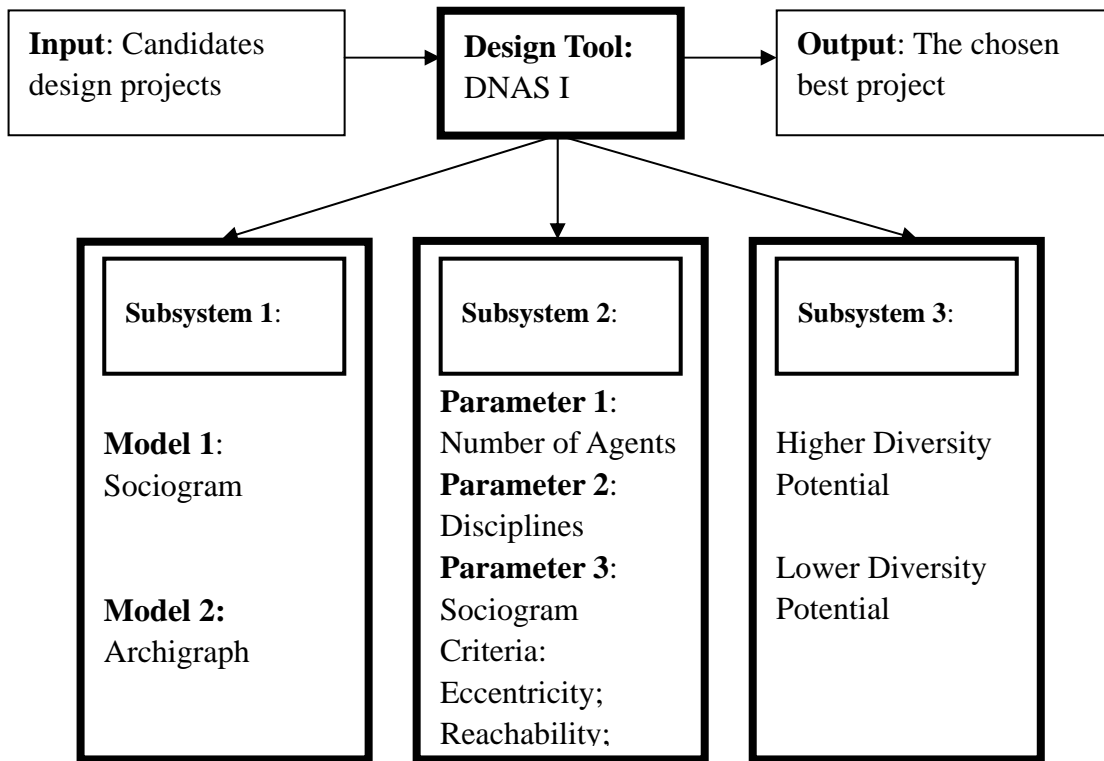 Input: Candidates
design projects
Design Tool:
DNAS I
Output: The chosen
best project
Subsystem 1:
Model 1:
Sociogram
Model 2:
Archigraph
Subsystem 2:
Parameter 1:
Number of Agents
Parameter 2:
Disciplines
Parameter 3:
Sociogram
Criteria:
Eccentricity;
Reachability;
Subsystem 3:
Higher Diversity
Potential
Lower Diversity
Potential